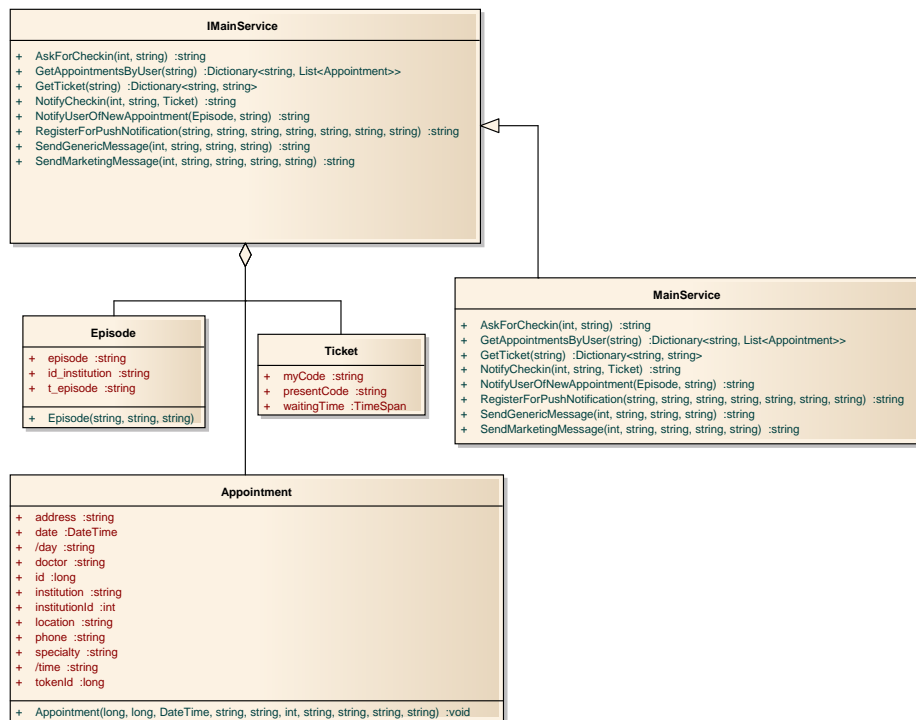 IMainService
+ AskForCheckin(int, string) :string
+ GetAppointmentsByUser(string) :Dictionary<string, List<Appointment>>
+ GetTicket(string) :Dictionary<string, string>
+ NotifyCheckin(int, string, Ticket) :string
+ NotifyUserOfNewAppointment(Episode, string) :string
+ RegisterForPushNotification(string, string, string, string, string, string, string) :string
+ SendGenericMessage(int, string, string, string) :string
+ SendMarketingMessage(int, string, string, string, string) :string
MainService
+ AskForCheckin(int, string) :string
+ GetAppointmentsByUser(string) :Dictionary<string, List<Appointment>>
+ GetTicket(string) :Dictionary<string, string>
+ NotifyCheckin(int, string, Ticket) :string
+ NotifyUserOfNewAppointment(Episode, string) :string
+ RegisterForPushNotification(string, string, string, string, string, string, string) :string
+ SendGenericMessage(int, string, string, string) :string
+ SendMarketingMessage(int, string, string, string, string) :string
Episode
+ episode :string
+ id_institution :string
+ t_episode :string
+ Episode(string, string, string)
Ticket
+ myCode :string
+ presentCode :string
+ waitingTime :TimeSpan
Appointment
+ address :string
+ date :DateTime
+ /day :string
+ doctor :string
+ id :long
+ institution :string
+ institutionId :int
+ location :string
+ phone :string
+ specialty :string
+ /time :string
+ tokenId :long
+ Appointment(long, long, DateTime, string, string, int, string, string, string, string) :void